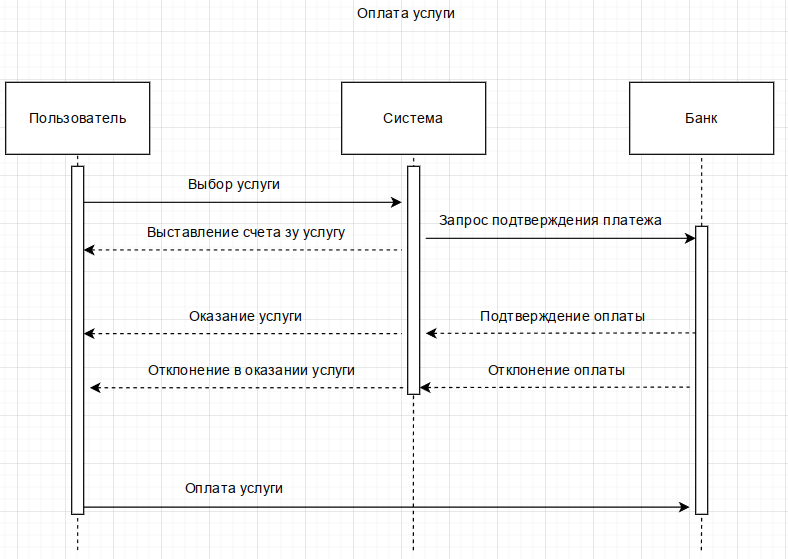 Оплата услуги
Пользователь
Система
Банк
Выбор услуги
Запрос подтверждения платежа
Выставление счета зу услугу
Оказание услуги
Подтверждение оплаты
Отклонение в оказании услуги
Отклонение оплаты
Оплата услуги